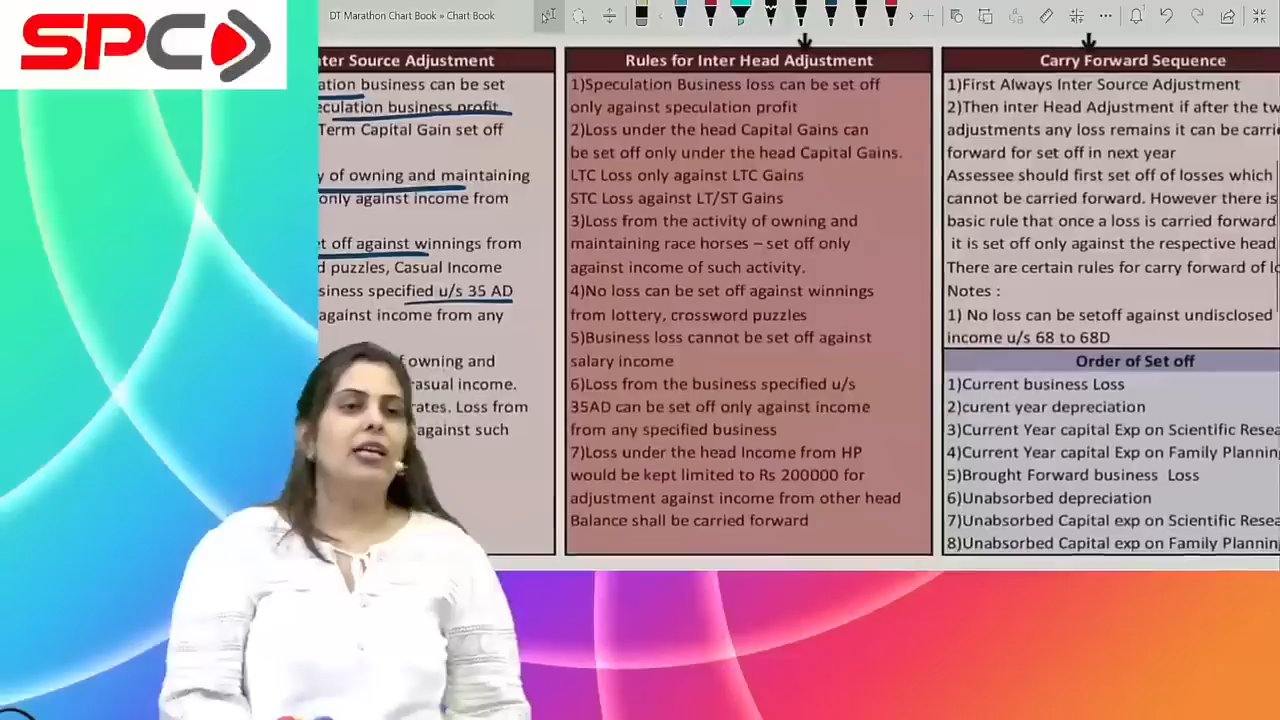 SPC
DT Marathon Chart Book » Chart Book
nter Source Adjustment
ation business can be set
eculation business profit
Term Capital Gain set off
y of owning and maintaining
only against income from
et off against winnings from
d puzzles, Casual Income
siness specified u/s 35 AD
against income from any
f owning and
casual income.
rates. Loss from
against such
Rules for Inter Head Adjustment
1)Speculation Business loss can be set off
only against speculation profit
2)Loss under the head Capital Gains can
be set off only under the head Capital Gains.
LTC Loss only against LTC Gains
STC Loss against LT/ST Gains
3)Loss from the activity of owning and
maintaining race horses – set off only
against income of such activity.
4)No loss can be set off against winnings
from lottery, crossword puzzles
5)Business loss cannot be set off against
salary income
6)Loss from the business specified u/s
35AD can be set off only against income
from any specified business
7)Loss under the head Income from HP
would be kept limited to Rs 200000 for
adjustment against income from other head
Balance shall be carried forward
Carry Forward Sequence
1)First Always Inter Source Adjustment
2)Then inter Head Adjustment if after the tw
adjustments any loss remains it can be carri
forward for set off in next year
Assessee should first set off of losses which
cannot be carried forward. However there is
basic rule that once a loss is carried forward
it is set off only against the respective head
There are certain rules for carry forward of lo
Notes :
1) No loss can be setoff against undisclosed
income u/s 68 to 68D
Order of Set off
1)Current business Loss
2)curent year depreciation
3)Current Year capital Exp on Scientific Resea
4)Current Year capital Exp on Family Planning
5)Brought Forward business Loss
6)Unabsorbed depreciation
7)Unabsorbed Capital exp on Scientific Resea
8)Unabsorbed Capital exp on Family Planning